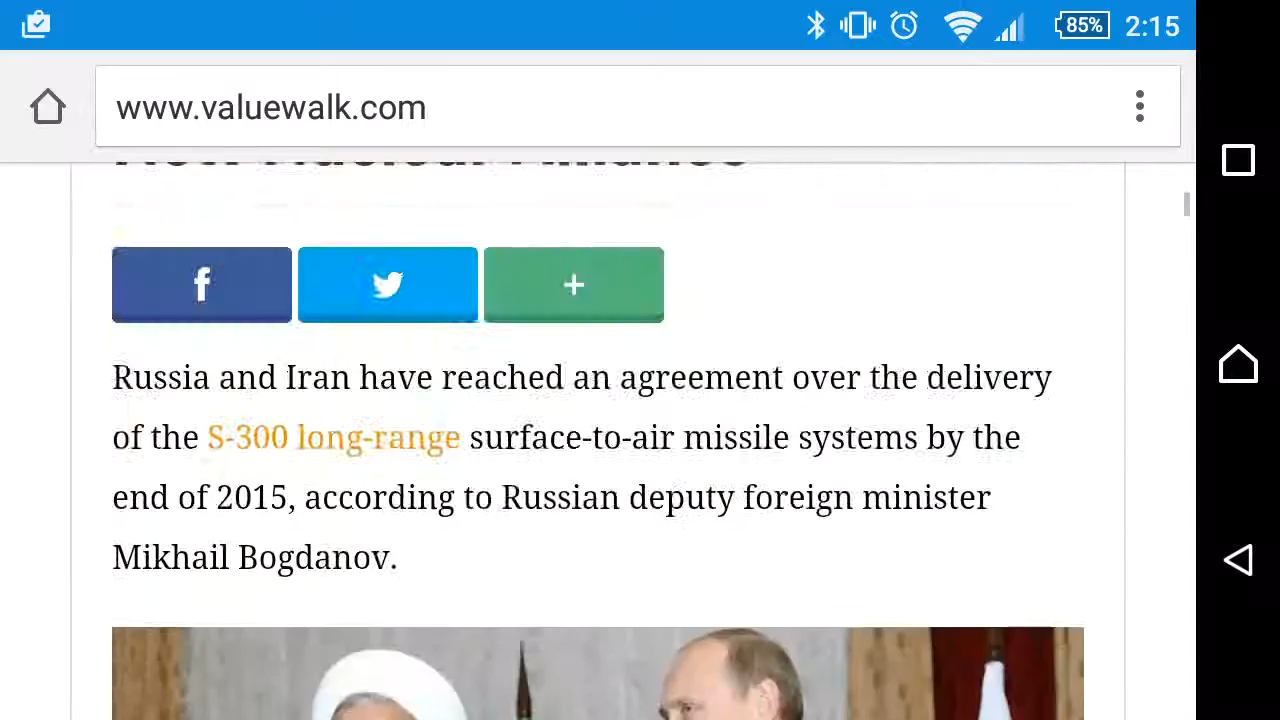 85% 2:15
www.valuewalk.com
f
+
Russia and Iran have reached an agreement over the delivery
of the S-300 long-range surface-to-air missile systems by the
end of 2015, according to Russian deputy foreign minister
Mikhail Bogdanov.